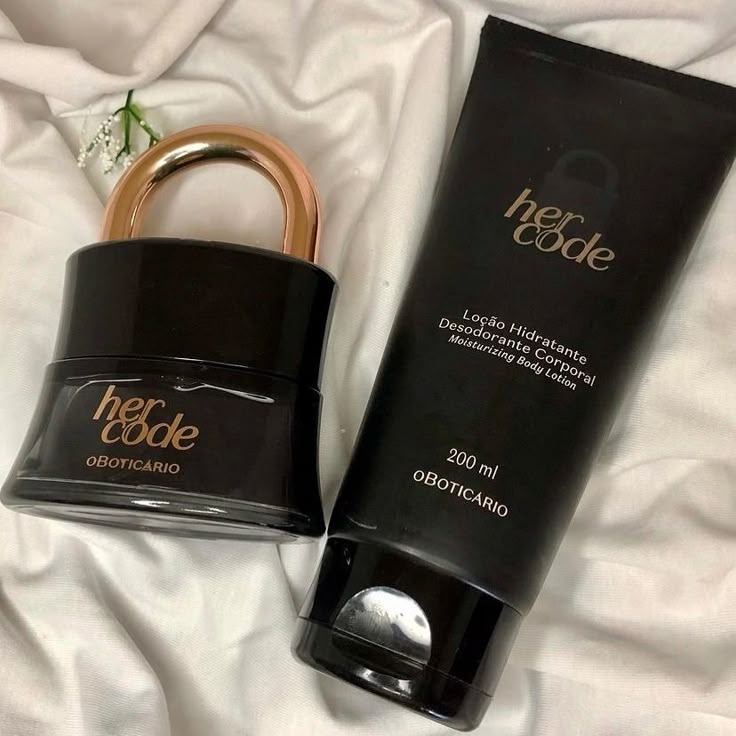 her
code
oBOTICÁRIO
her
code
Loção Hidratante
Desodorante Corporal
Moisturizing Body Lotion
200 ml
oBOTICÁRIO